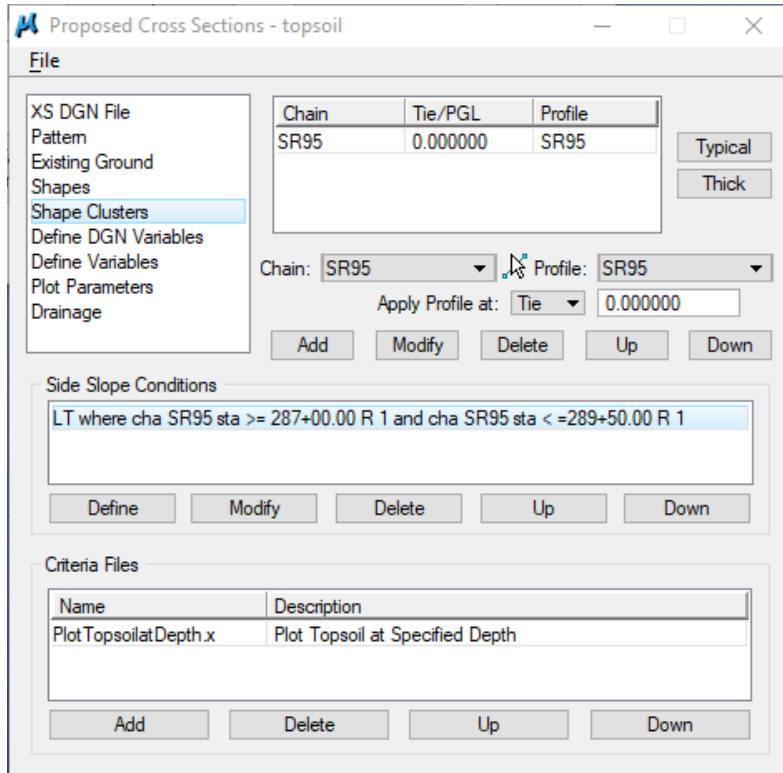 Proposed Cross Sections - topsoil
File
XS DGN File
Pattern
Existing Ground
Shapes
Shape Clusters
Define DGN Variables
Define Variables
Plot Parameters
Drainage
Chain Tie/PGL Profile
SR95 0.000000 SR95
Typical
Thick
Chain: SR95 Profile: SR95
Apply Profile at: Tie 0.000000
Add Modify Delete Up Down
Side Slope Conditions
LT where cha SR95 sta >= 287+00.00 R 1 and cha SR95 sta < =289+50.00 R 1
Define Modify Delete Up Down
Criteria Files
Name Description
PlotTopsoilatDepth.x Plot Topsoil at Specified Depth
Add Delete Up Down